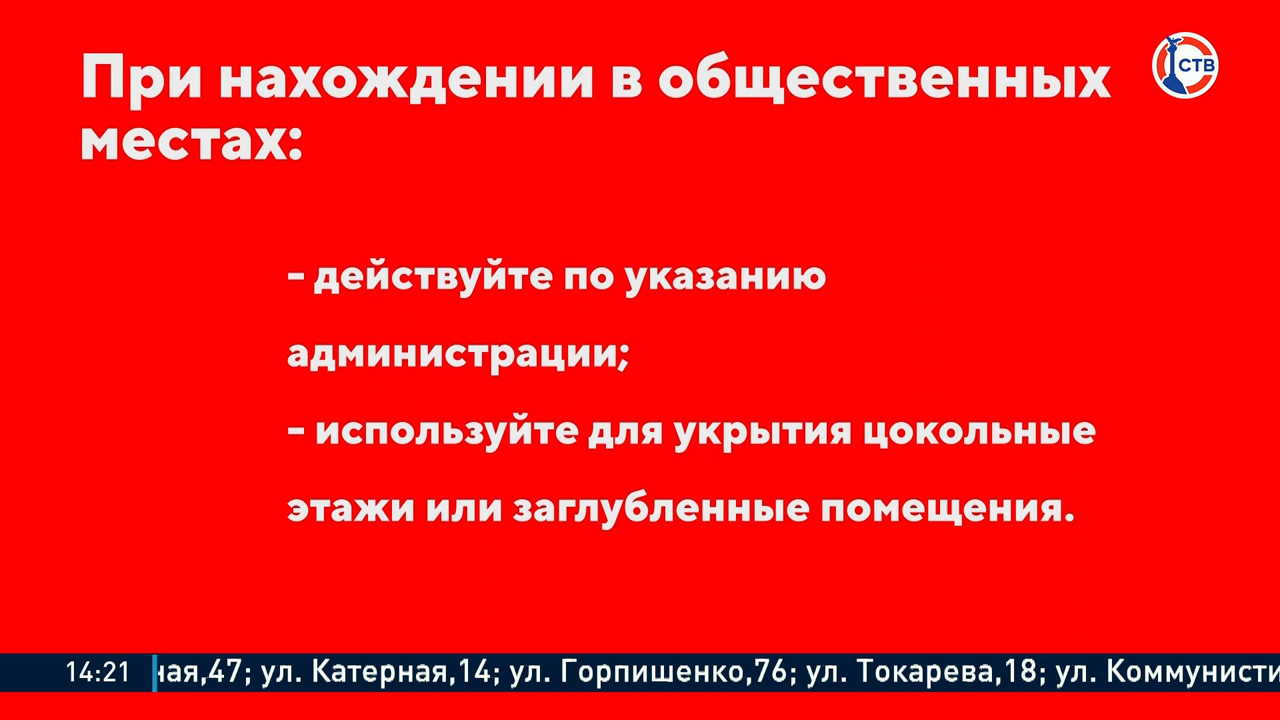 При нахождении в общественных
местах:
СТВ
– действуйте по указанию
администрации;
– используйте для укрытия цокольные
этажи или заглубленные помещения.
14:21
ная,47; ул. Катерная,14; ул. Горпишенко,76; ул. Токарева,18; ул. Коммунисти